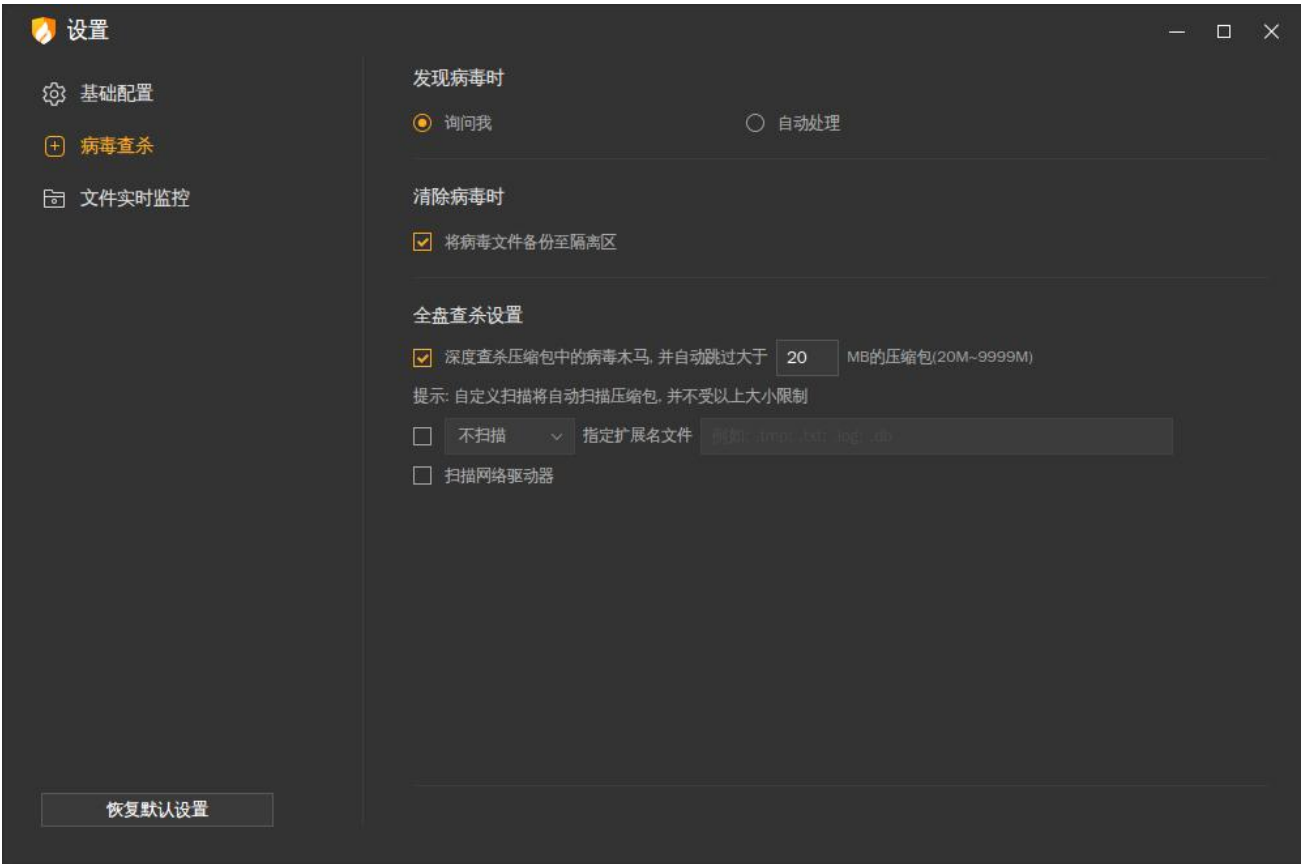 设置
基础配置
病毒查杀
文件实时监控
恢复默认设置
发现病毒时
询问我 自动处理
清除病毒时
将病毒文件备份至隔离区
全盘查杀设置
深度查杀压缩包中的病毒木马, 并自动跳过大于 20 MB的压缩包(20M~9999M)
提示: 自定义扫描将自动扫描压缩包, 并不受以上大小限制
不扫描 指定扩展名文件 例如: .tmp; .txt; .log; .db
扫描网络驱动器